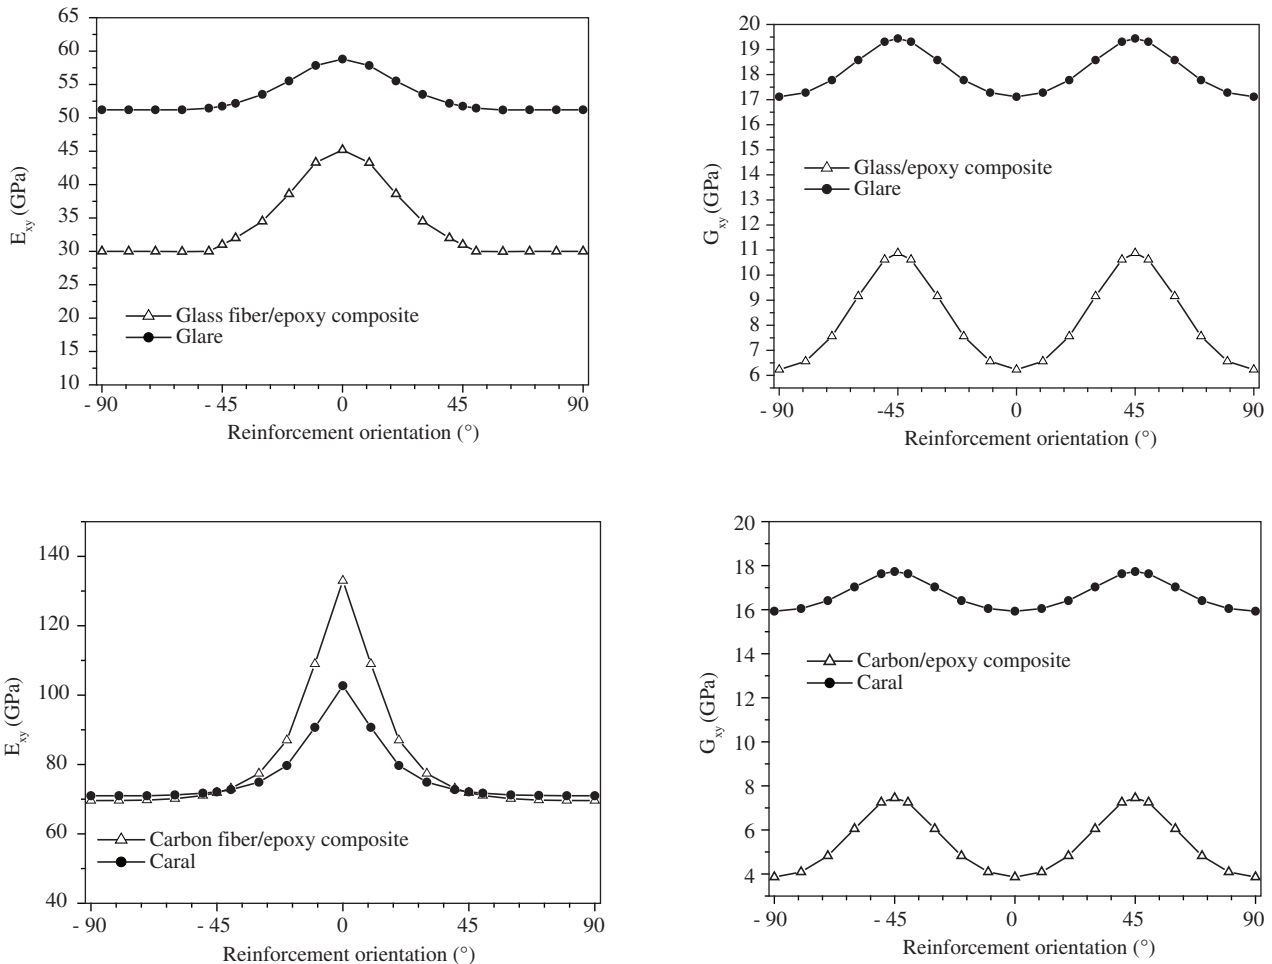 65
60
55
50
45
40
35
30
25
20
15
10
E_xy (GPa)
Glass fiber/epoxy composite
Glare
- 90 - 45 0 45 90
Reinforcement orientation (°)
20
19
18
17
16
15
14
13
12
11
10
9
8
7
6
G_xy (GPa)
Glass/epoxy composite
Glare
- 90 -45 0 45 90
Reinforcement orientation (°)
140
120
100
80
60
40
E_xy (GPa)
Carbon fiber/epoxy composite
Caral
- 90 - 45 0 45 90
Reinforcement orientation (°)
20
18
16
14
12
10
8
6
4
G_xy (GPa)
Carbon/epoxy composite
Caral
- 90 - 45 0 45 90
Reinforcement orientation (°)